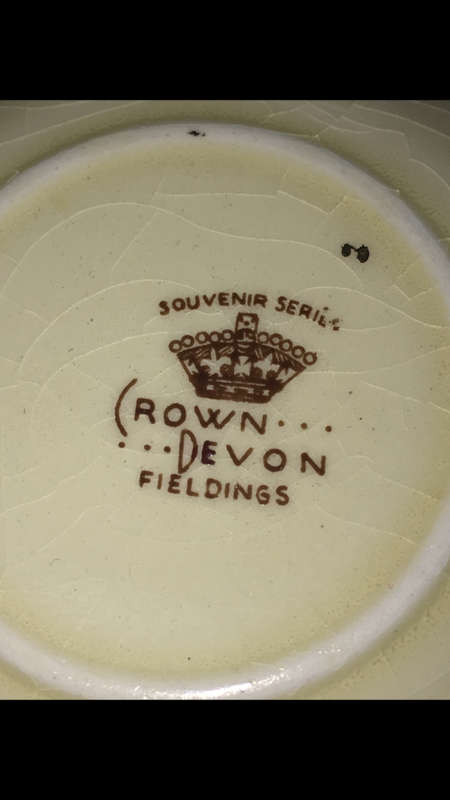 SOUVENIR SERIES
CROWN...
...DEVON
FIELDINGS